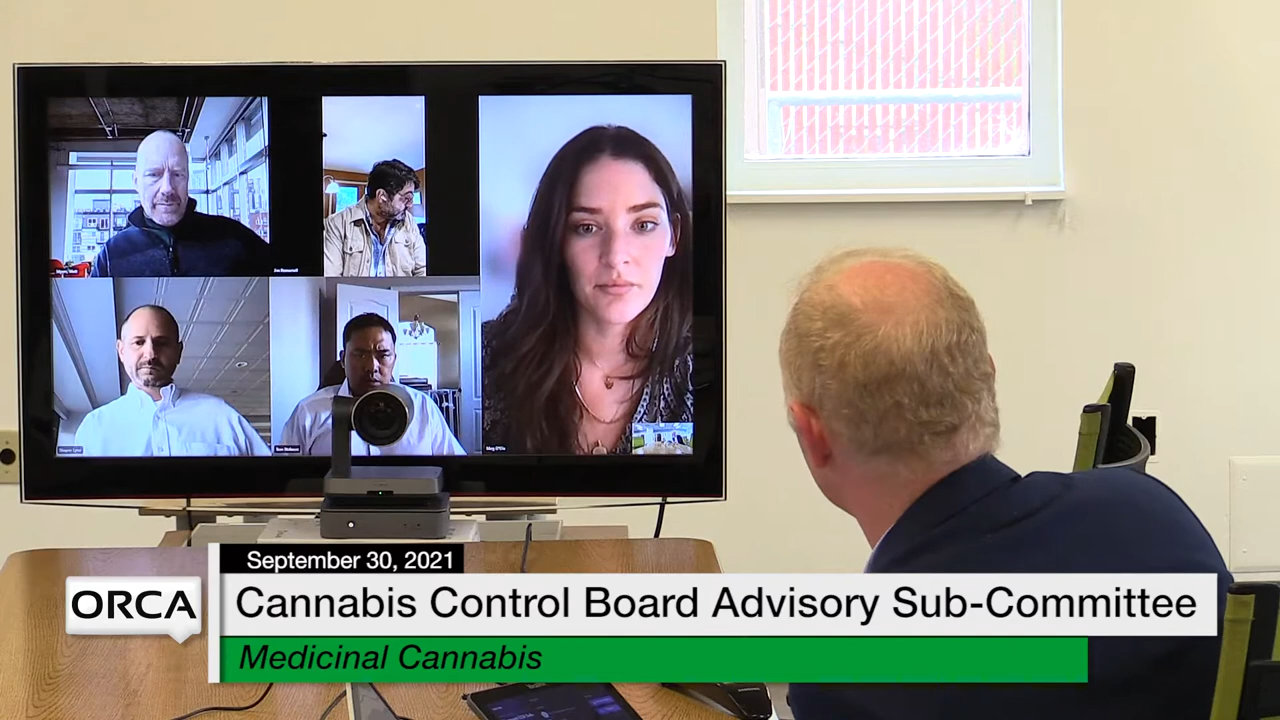 September 30, 2021
ORCA
Cannabis Control Board Advisory Sub-Committee
Medicinal Cannabis